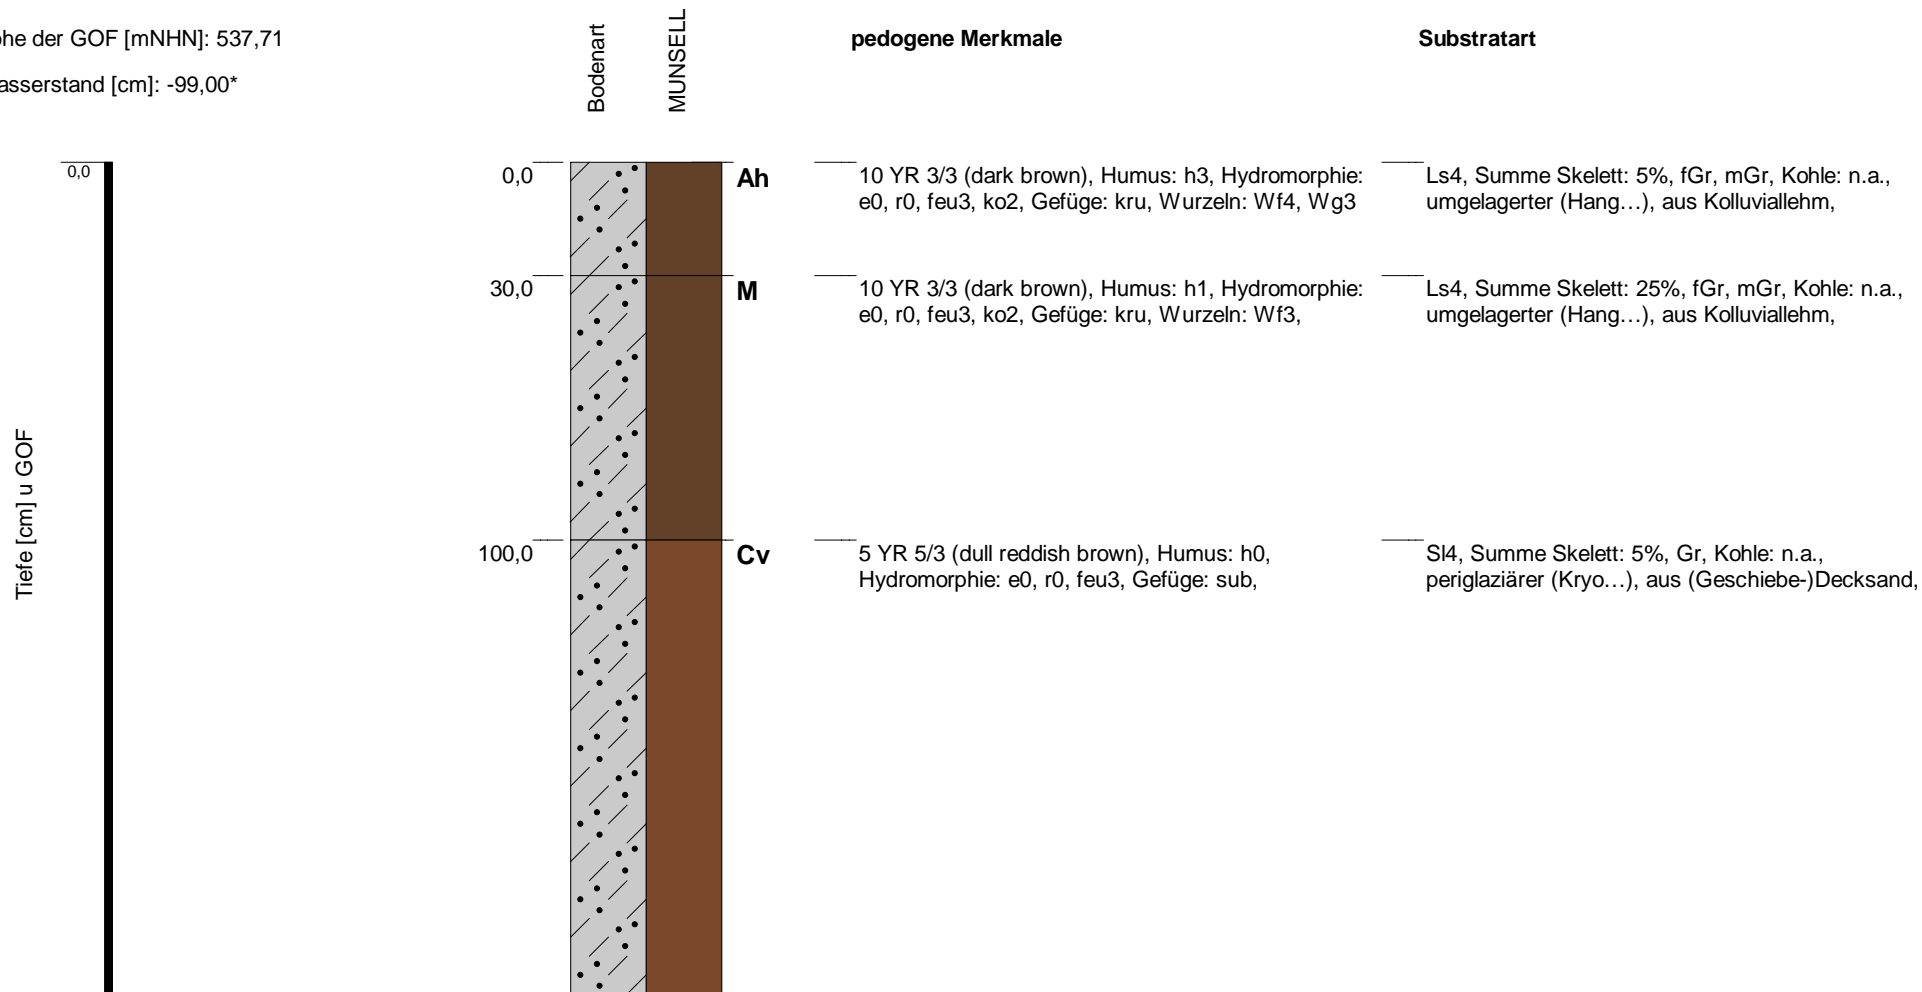 ohe der GOF [mNHN]: 537,71
asserstand [cm]: -99,00*
Bodenart
MUNSELL
pedogene Merkmale
Substratart
0,0
Tiefe [cm] u GOF
0,0
Ah
10 YR 3/3 (dark brown), Humus: h3, Hydromorphie:
e0, r0, feu3, ko2, Gefüge: kru, Wurzeln: Wf4, Wg3
Ls4, Summe Skelett: 5%, fGr, mGr, Kohle: n.a.,
umgelagerter (Hang…), aus Kolluviallehm,
30,0
M
10 YR 3/3 (dark brown), Humus: h1, Hydromorphie:
e0, r0, feu3, ko2, Gefüge: kru, Wurzeln: Wf3,
Ls4, Summe Skelett: 25%, fGr, mGr, Kohle: n.a.,
umgelagerter (Hang…), aus Kolluviallehm,
100,0
Cv
5 YR 5/3 (dull reddish brown), Humus: h0,
Hydromorphie: e0, r0, feu3, Gefüge: sub,
Sl4, Summe Skelett: 5%, Gr, Kohle: n.a.,
periglaziärer (Kryo…), aus (Geschiebe-)Decksand,